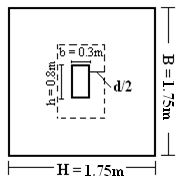 b = 0.3m
h = 0.8m
d/2
B = 1.75m
H = 1.75m